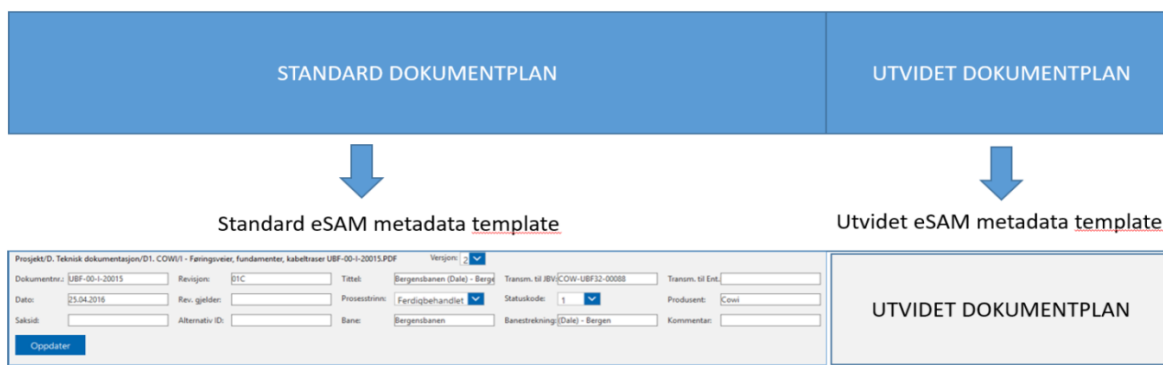 STANDARD DOKUMENTPLAN UTVIDET DOKUMENTPLAN
Standard eSAM metadata template Utvidet eSAM metadata template
Prosjekt/D. Teknisk dokumentasjon/D1. COWI/I - Føringsveier, fundamenter, kabeltraser UBF-00-I-20015.PDF Versjon: 2
Dokumentnr.: UBF-00-I-20015 Revisjon: 01C Tittel: Bergensbanen (Dale) - Berge Transm. til JBV: COW-UBF32-00088 Transm. til Ent.
Dato: 25.04.2016 Rev. gjelder: Prosesstrinn: Ferdigbehandlet Statuskode: 1 Produsent: Cowi
Saksid: Alternativ ID: Bane: Bergensbanen Banestrekning: (Dale) - Bergen Kommentar:
Oppdater
UTVIDET DOKUMENTPLAN